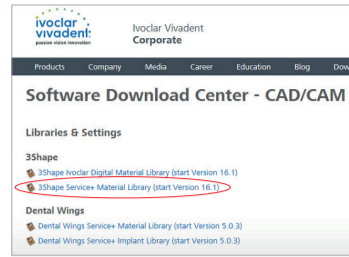 ivoclar
vivadent:
passion vision innovation
Ivoclar Vivadent
Corporate
Products Company Media Career Education Blog Dow
Software Download Center - CAD/CAM
Libraries & Settings
3Shape
3Shape Ivoclar Digital Material Library (start Version 16.1)
3Shape Service+ Material Library (start Version 16.1)
Dental Wings
Dental Wings Service+ Material Library (start Version 5.0.3)
Dental Wings Service+ Implant Library (start Version 5.0.3)